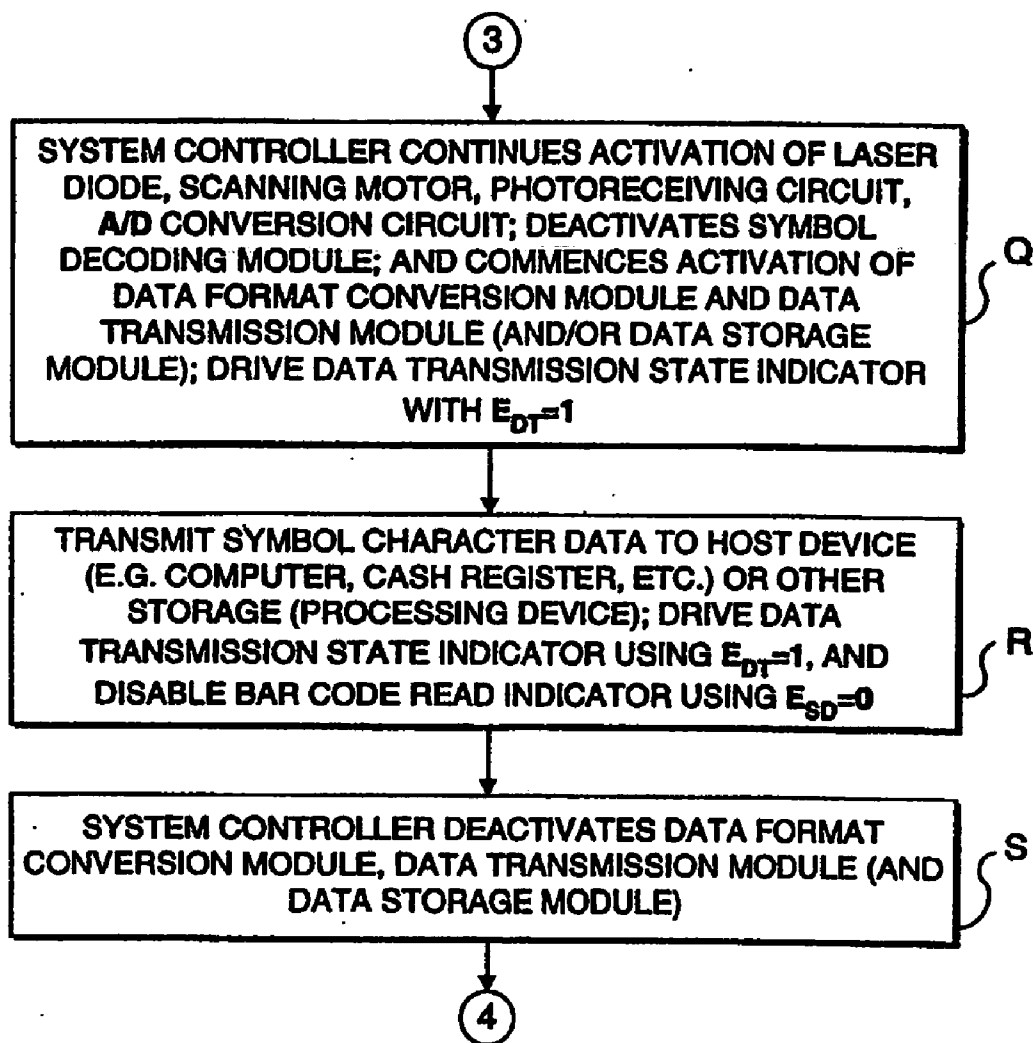 3
SYSTEM CONTROLLER CONTINUES ACTIVATION OF LASER
DIODE, SCANNING MOTOR, PHOTORECEIVING CIRCUIT,
A/D CONVERSION CIRCUIT; DEACTIVATES SYMBOL
DECODING MODULE; AND COMMENCES ACTIVATION OF
DATA FORMAT CONVERSION MODULE AND DATA
TRANSMISSION MODULE (AND/OR DATA STORAGE
MODULE); DRIVE DATA TRANSMISSION STATE INDICATOR
WITH E_DT=1
Q
TRANSMIT SYMBOL CHARACTER DATA TO HOST DEVICE
(E.G. COMPUTER, CASH REGISTER, ETC.) OR OTHER
STORAGE (PROCESSING DEVICE); DRIVE DATA
TRANSMISSION STATE INDICATOR USING E_DT=1, AND
DISABLE BAR CODE READ INDICATOR USING E_SD=0
R
SYSTEM CONTROLLER DEACTIVATES DATA FORMAT
CONVERSION MODULE, DATA TRANSMISSION MODULE (AND
DATA STORAGE MODULE)
S
4